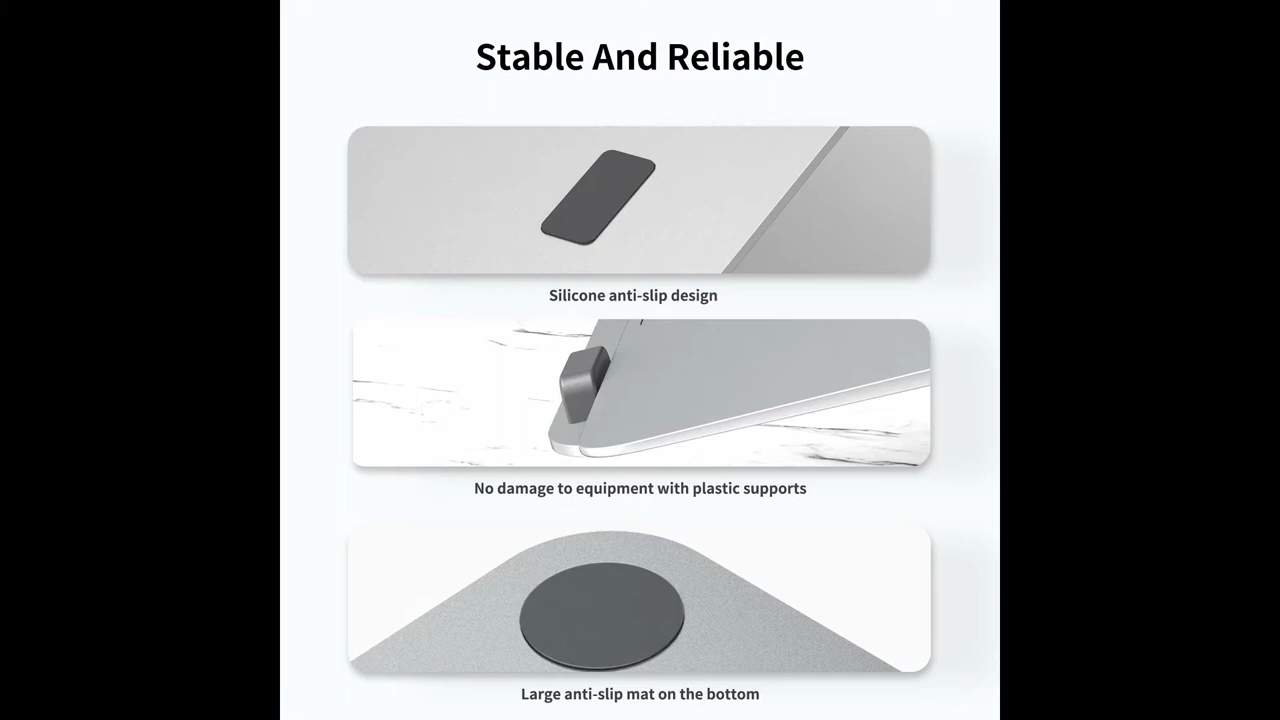 Stable And Reliable
Silicone anti-slip design
No damage to equipment with plastic supports
Large anti-slip mat on the bottom